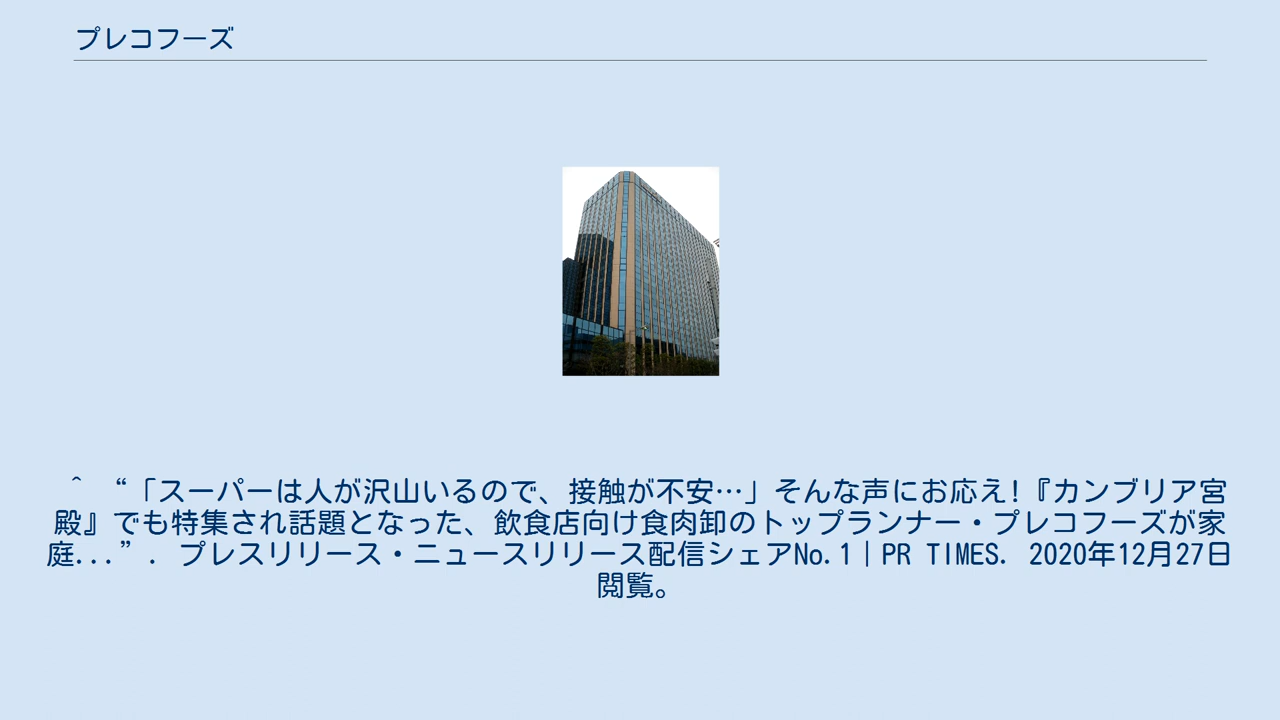 プレコフーズ
^ “「スーパーは人が沢山いるので、接触が不安…」そんな声にお応え!『カンブリア宮
殿』でも特集され話題となった、飲食店向け食肉卸のトップランナー・プレコフーズが家
庭...”. プレスリリース・ニュースリリース配信シェアNo.1｜PR TIMES. 2020年12月27日
閲覧。